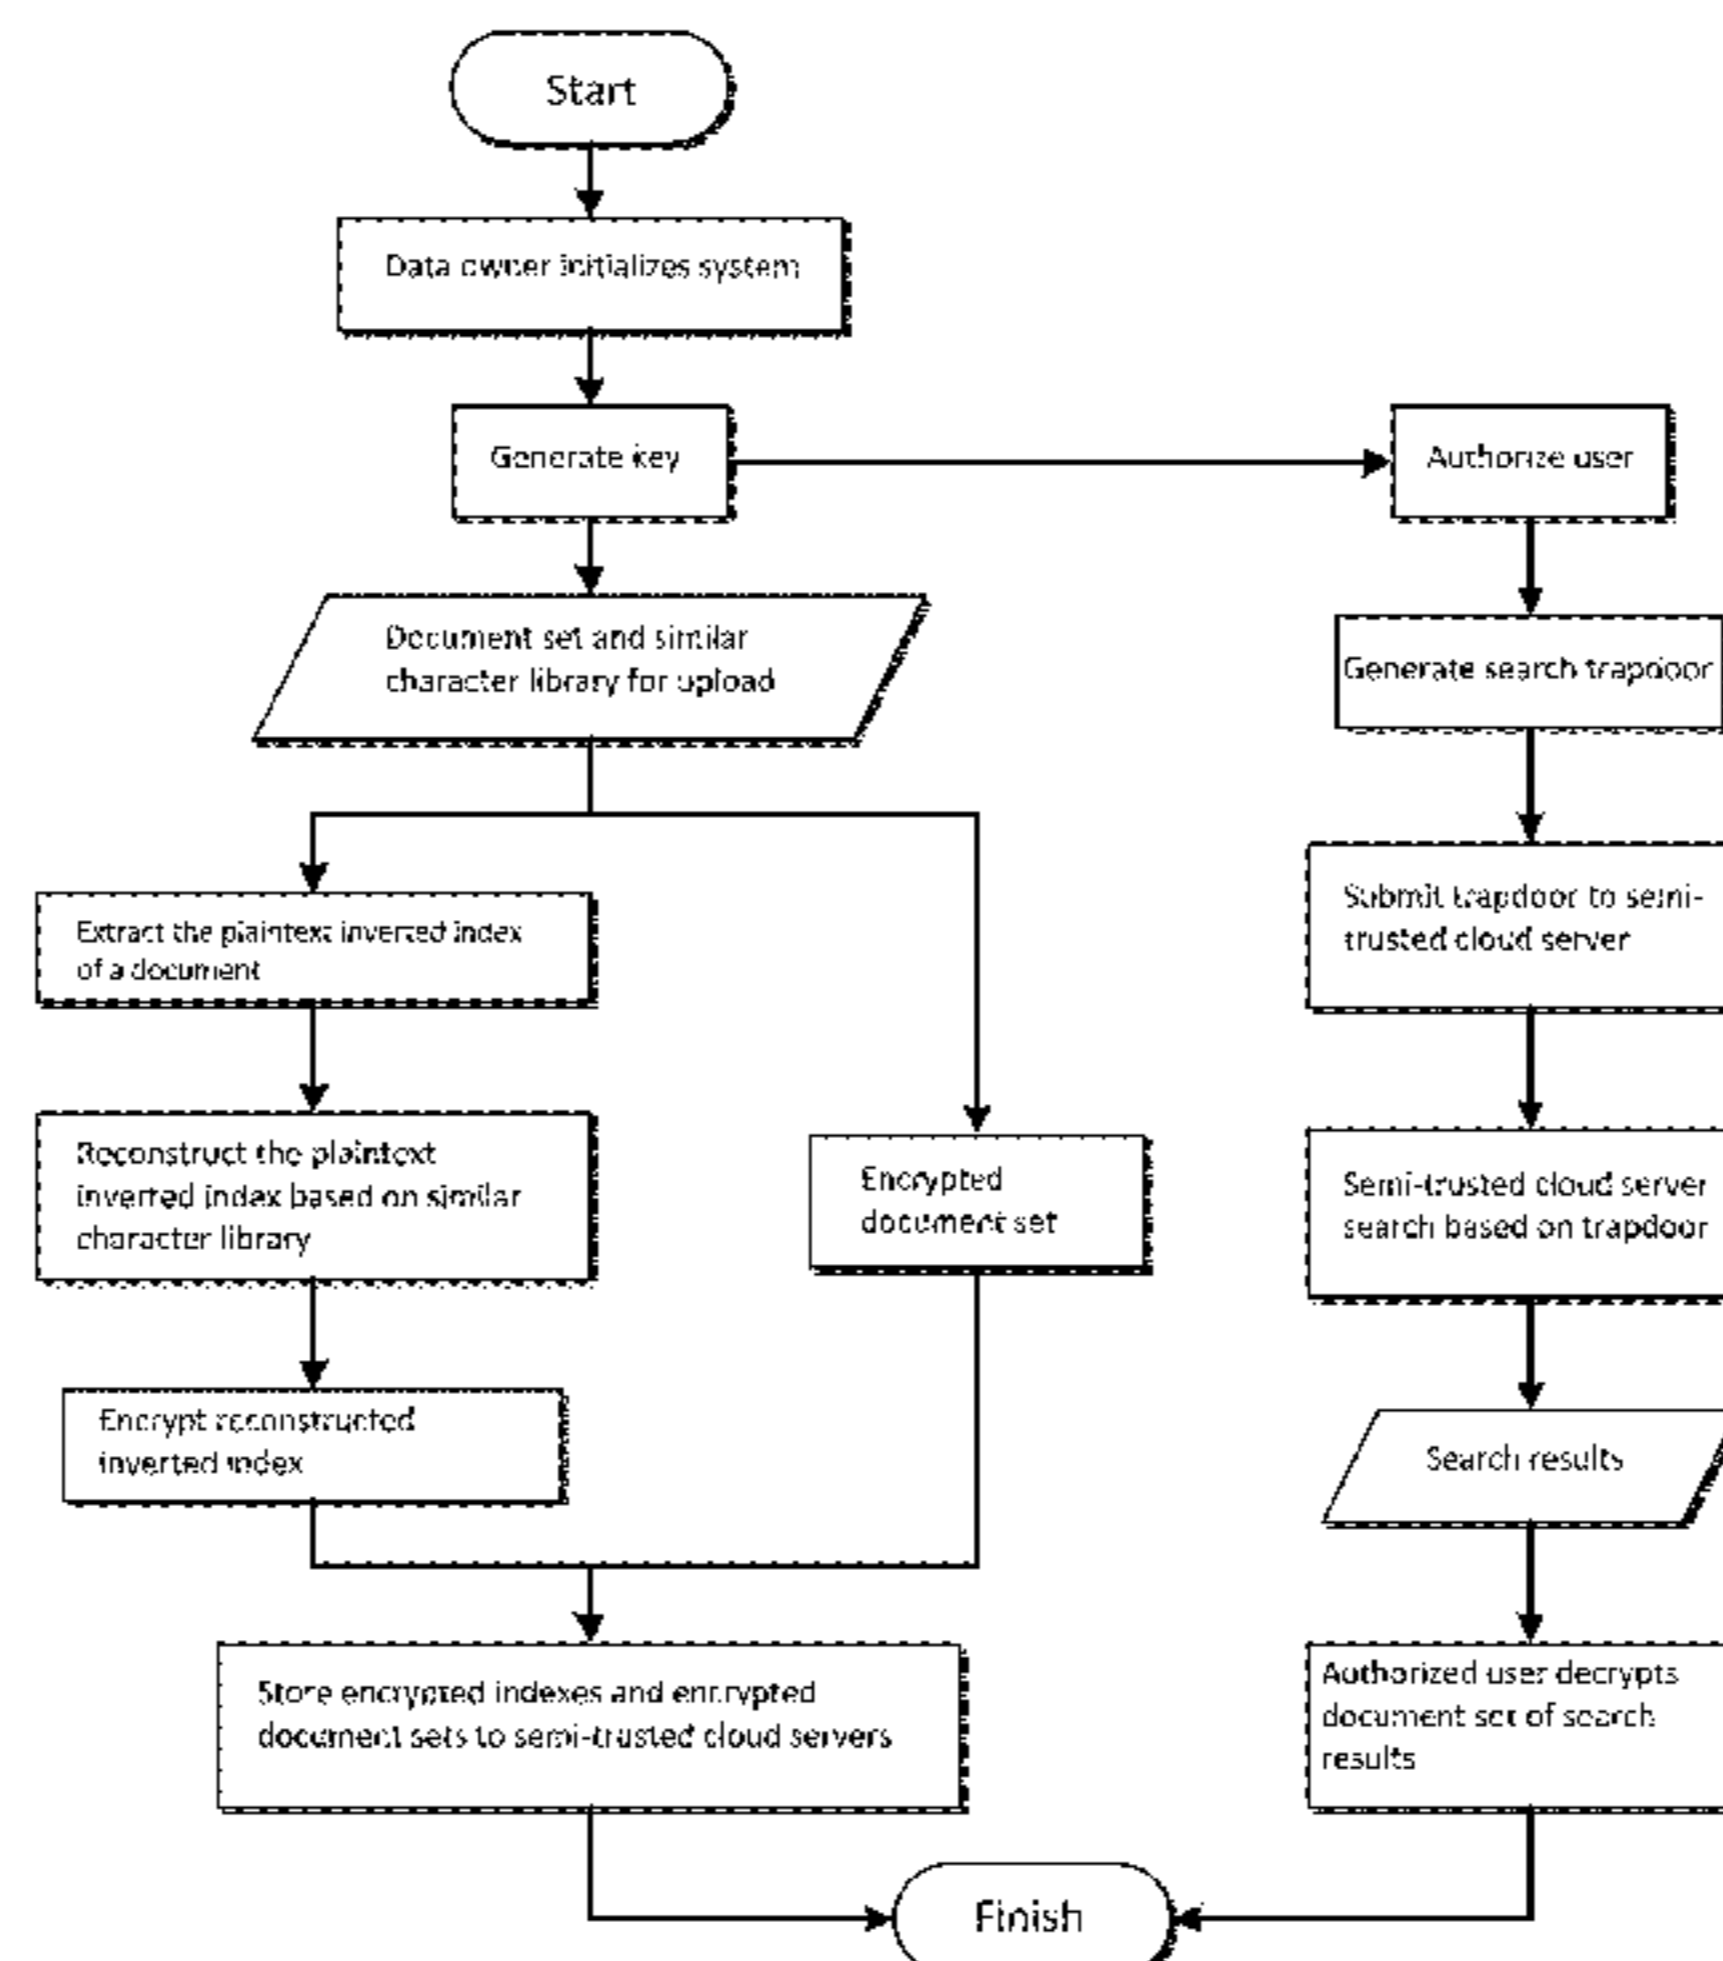 Start
Data owner initializes system
Generate key
Authorize user
Document set and similar
character library for upload
Generate search trapdoor
Extract the plaintext inverted index
of a document
Submit trapdoor to semi-
trusted cloud server
Reconstruct the plaintext
inverted index based on similar
character library
Encrypted
document set
Semi-trusted cloud server
search based on trapdoor
Encrypt reconstructed
inverted index
Search results
Store encrypted indexes and encrypted
document sets to semi-trusted cloud servers
Authorized user decrypts
document set of search
results
Finish